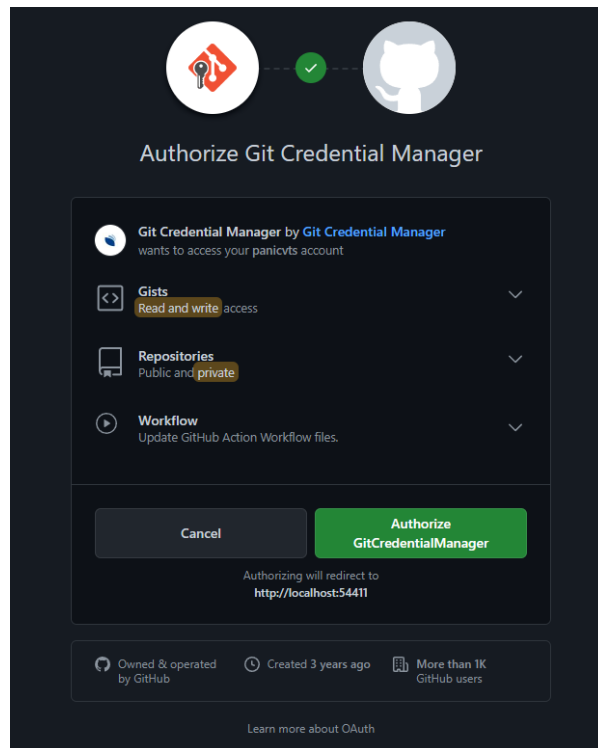 Authorize Git Credential Manager
Git Credential Manager by Git Credential Manager
wants to access your panicvts account
Gists
Read and write access
Repositories
Public and private
Workflow
Update GitHub Action Workflow files.
Cancel
Authorize
GitCredentialManager
Authorizing will redirect to
http://localhost:54411
Owned & operated
by GitHub
Created 3 years ago
More than 1K
GitHub users
Learn more about OAuth